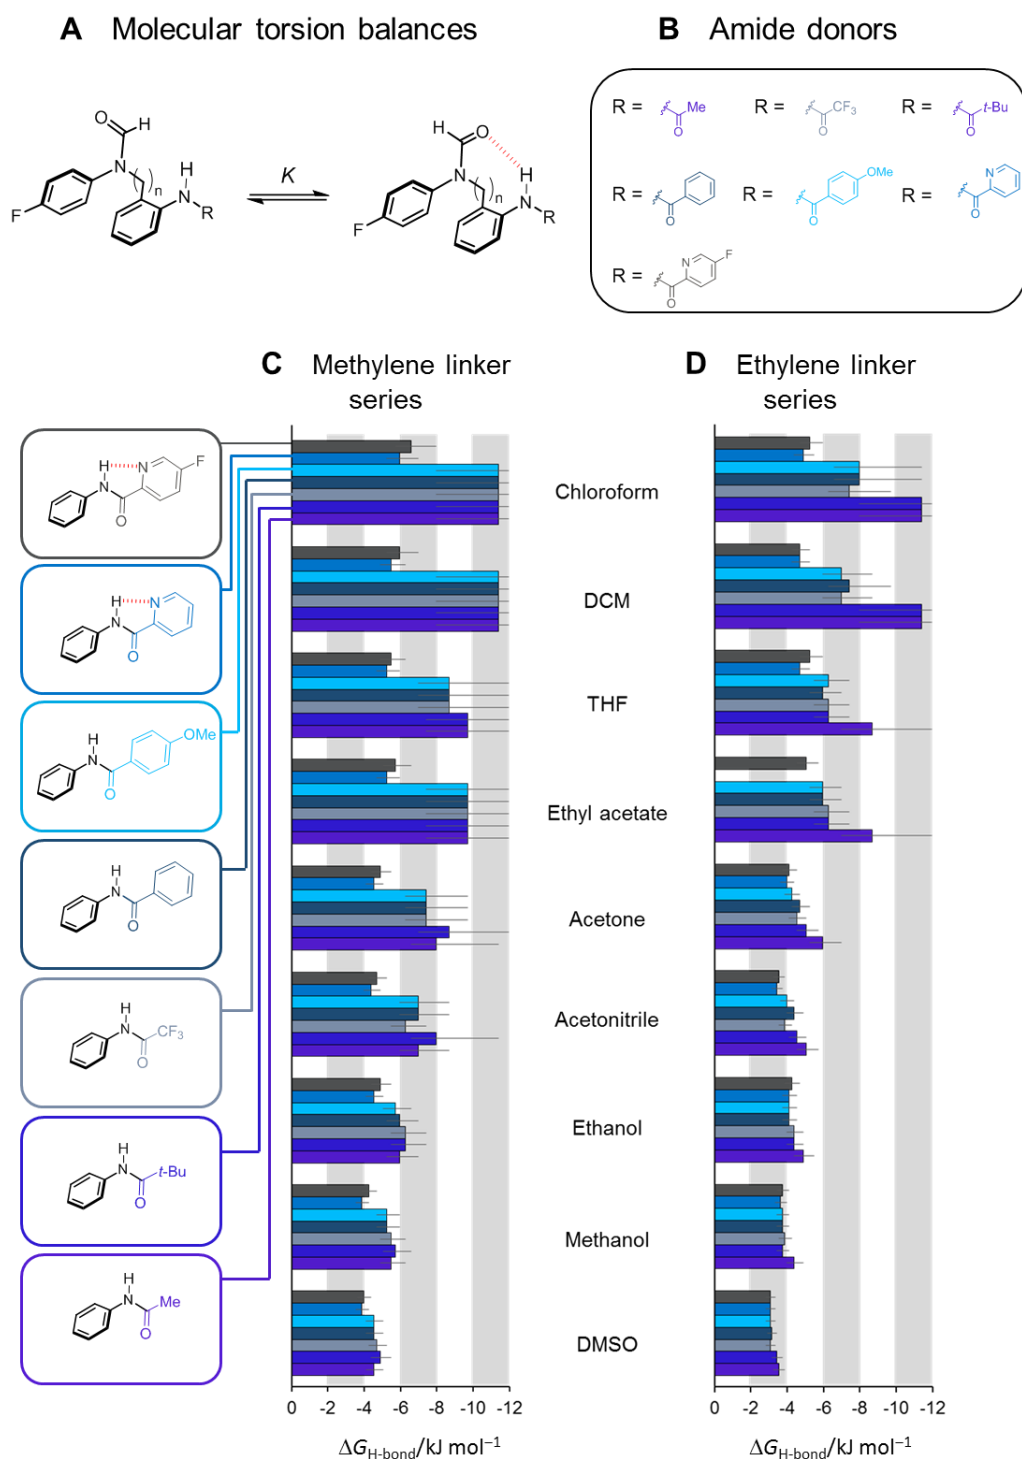 A Molecular torsion balances
O
H
N
( )n
H
N
R
F
K
H
O
N
( )n
H
N
R
F
B Amide donors
R = Me
O
R = CF3
O
R = t-Bu
O
R =
O
R = OMe
O
R = N
O
R = N F
O
C Methylene linker
series
D Ethylene linker
series
H N F
N
O
H N
N
O
H
N OMe
O
H
N
O
H
N CF3
O
H
N t-Bu
O
H
N Me
O
Chloroform
DCM
THF
Ethyl acetate
Acetone
Acetonitrile
Ethanol
Methanol
DMSO
0 -2 -4 -6 -8 -10 -12
0 -2 -4 -6 -8 -10 -12
ΔG H-bond/kJ mol⁻¹
ΔG H-bond/kJ mol⁻¹